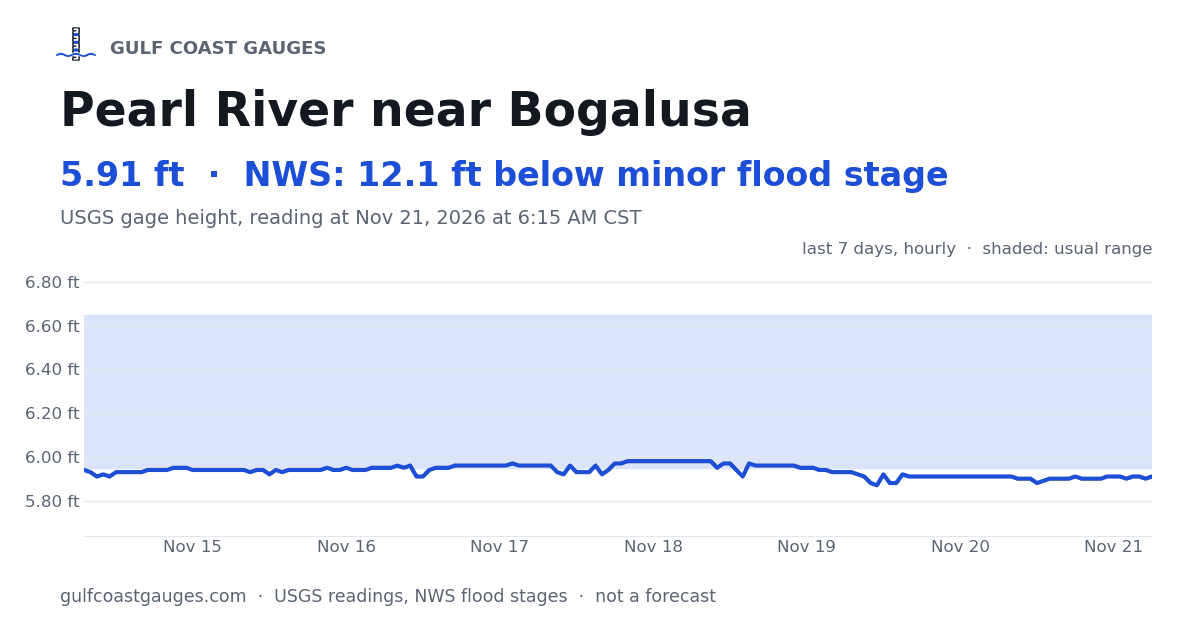 GULF COAST GAUGES
Pearl River near Bogalusa
5.91 ft · NWS: 12.1 ft below minor flood stage
USGS gage height, reading at Nov 21, 2026 at 6:15 AM CST
last 7 days, hourly · shaded: usual range
6.80 ft
6.60 ft
6.40 ft
6.20 ft
6.00 ft
5.80 ft
Nov 15 Nov 16 Nov 17 Nov 18 Nov 19 Nov 20 Nov 21
gulfcoastgauges.com · USGS readings, NWS flood stages · not a forecast